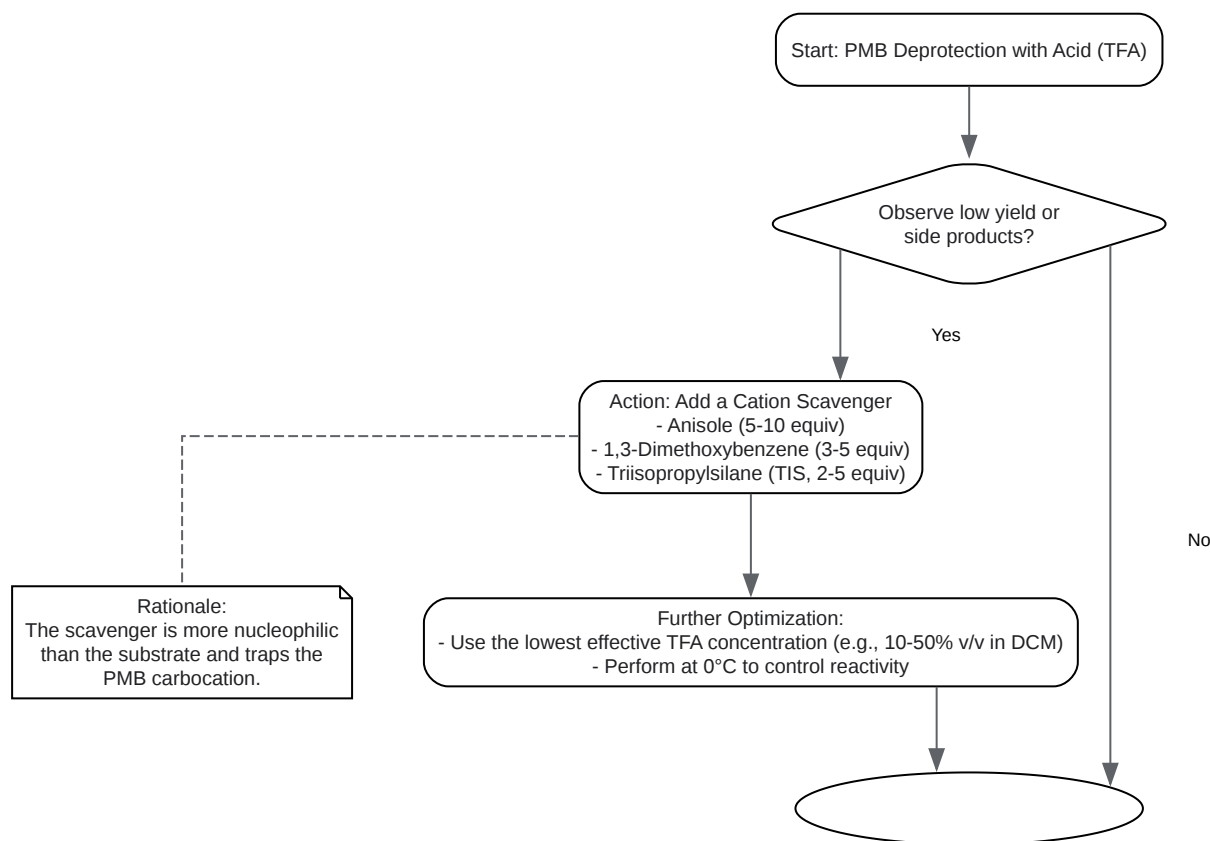 Start: PMB Deprotection with Acid (TFA)
Observe low yield or
side products?
Yes
Action: Add a Cation Scavenger
- Anisole (5-10 equiv)
- 1,3-Dimethoxybenzene (3-5 equiv)
- Triisopropylsilane (TIS, 2-5 equiv)
No
Rationale:
The scavenger is more nucleophilic
than the substrate and traps the
PMB carbocation.
Further Optimization:
- Use the lowest effective TFA concentration (e.g., 10-50% v/v in DCM)
- Perform at 0°C to control reactivity